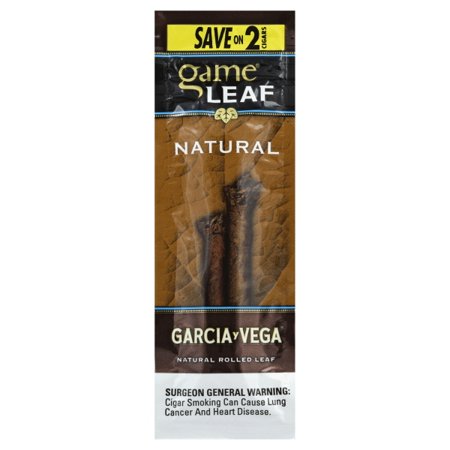 SAVE ON 2 CIGARS
game®
LEAF
NATURAL
GARCIA y VEGA®
NATURAL ROLLED LEAF
SURGEON GENERAL WARNING:
Cigar Smoking Can Cause Lung
Cancer And Heart Disease.